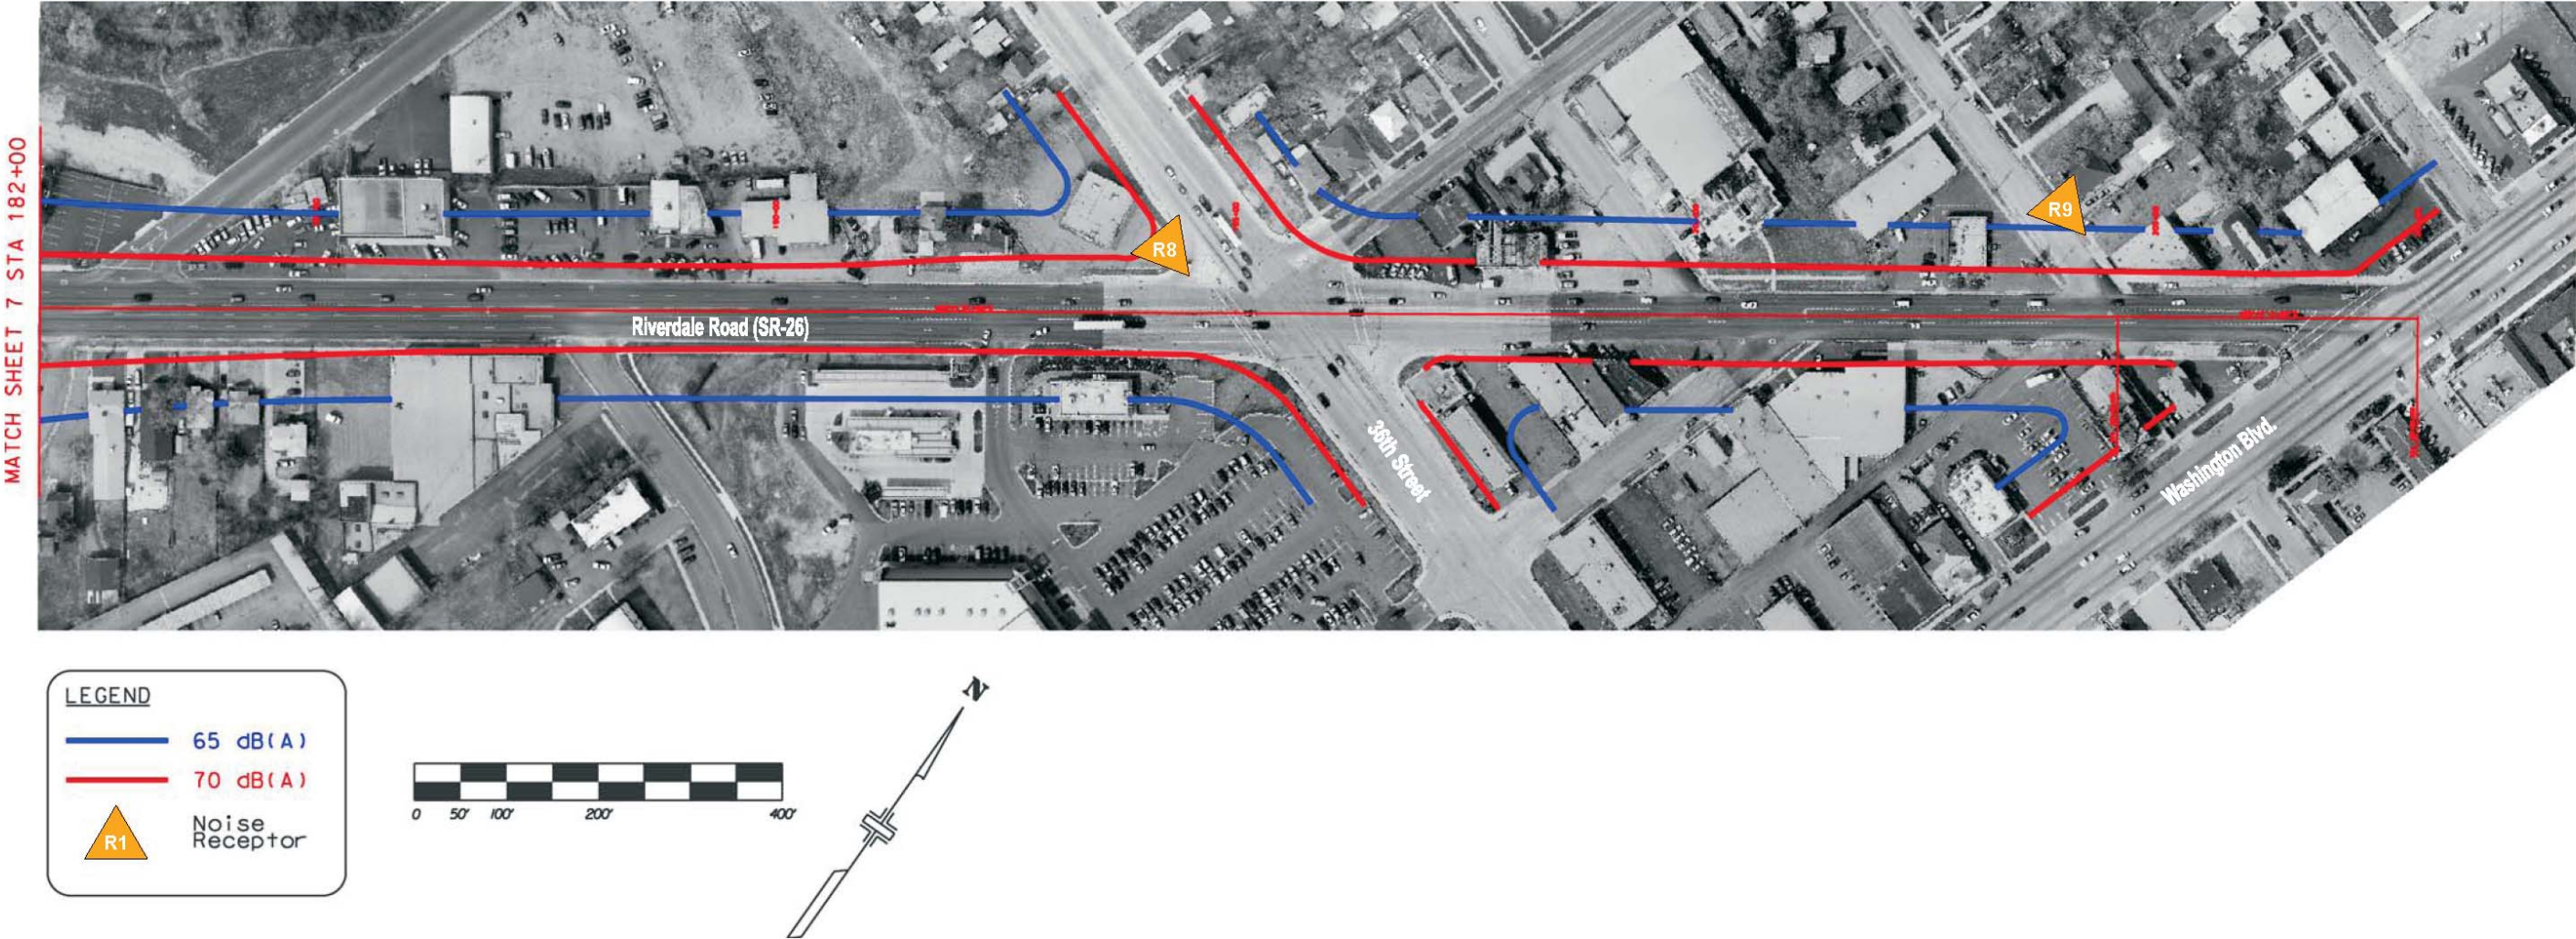 MATCH SHEET 7 STA 182+00
R8
R9
Riverdale Road (SR-26)
36th Street
Washington Blvd.
LEGEND
65 dB(A)
70 dB(A)
R1
Noise
Receptor
0 50' 100' 200' 400'
N